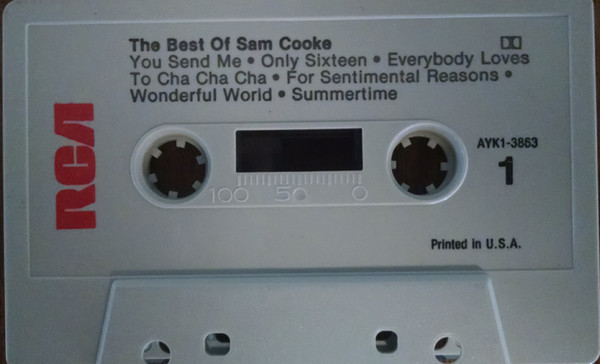 The Best Of Sam Cooke
You Send Me • Only Sixteen • Everybody Loves
To Cha Cha Cha • For Sentimental Reasons •
Wonderful World • Summertime
RCA
AYK1-3863
1
100 50 0
Printed in U.S.A.